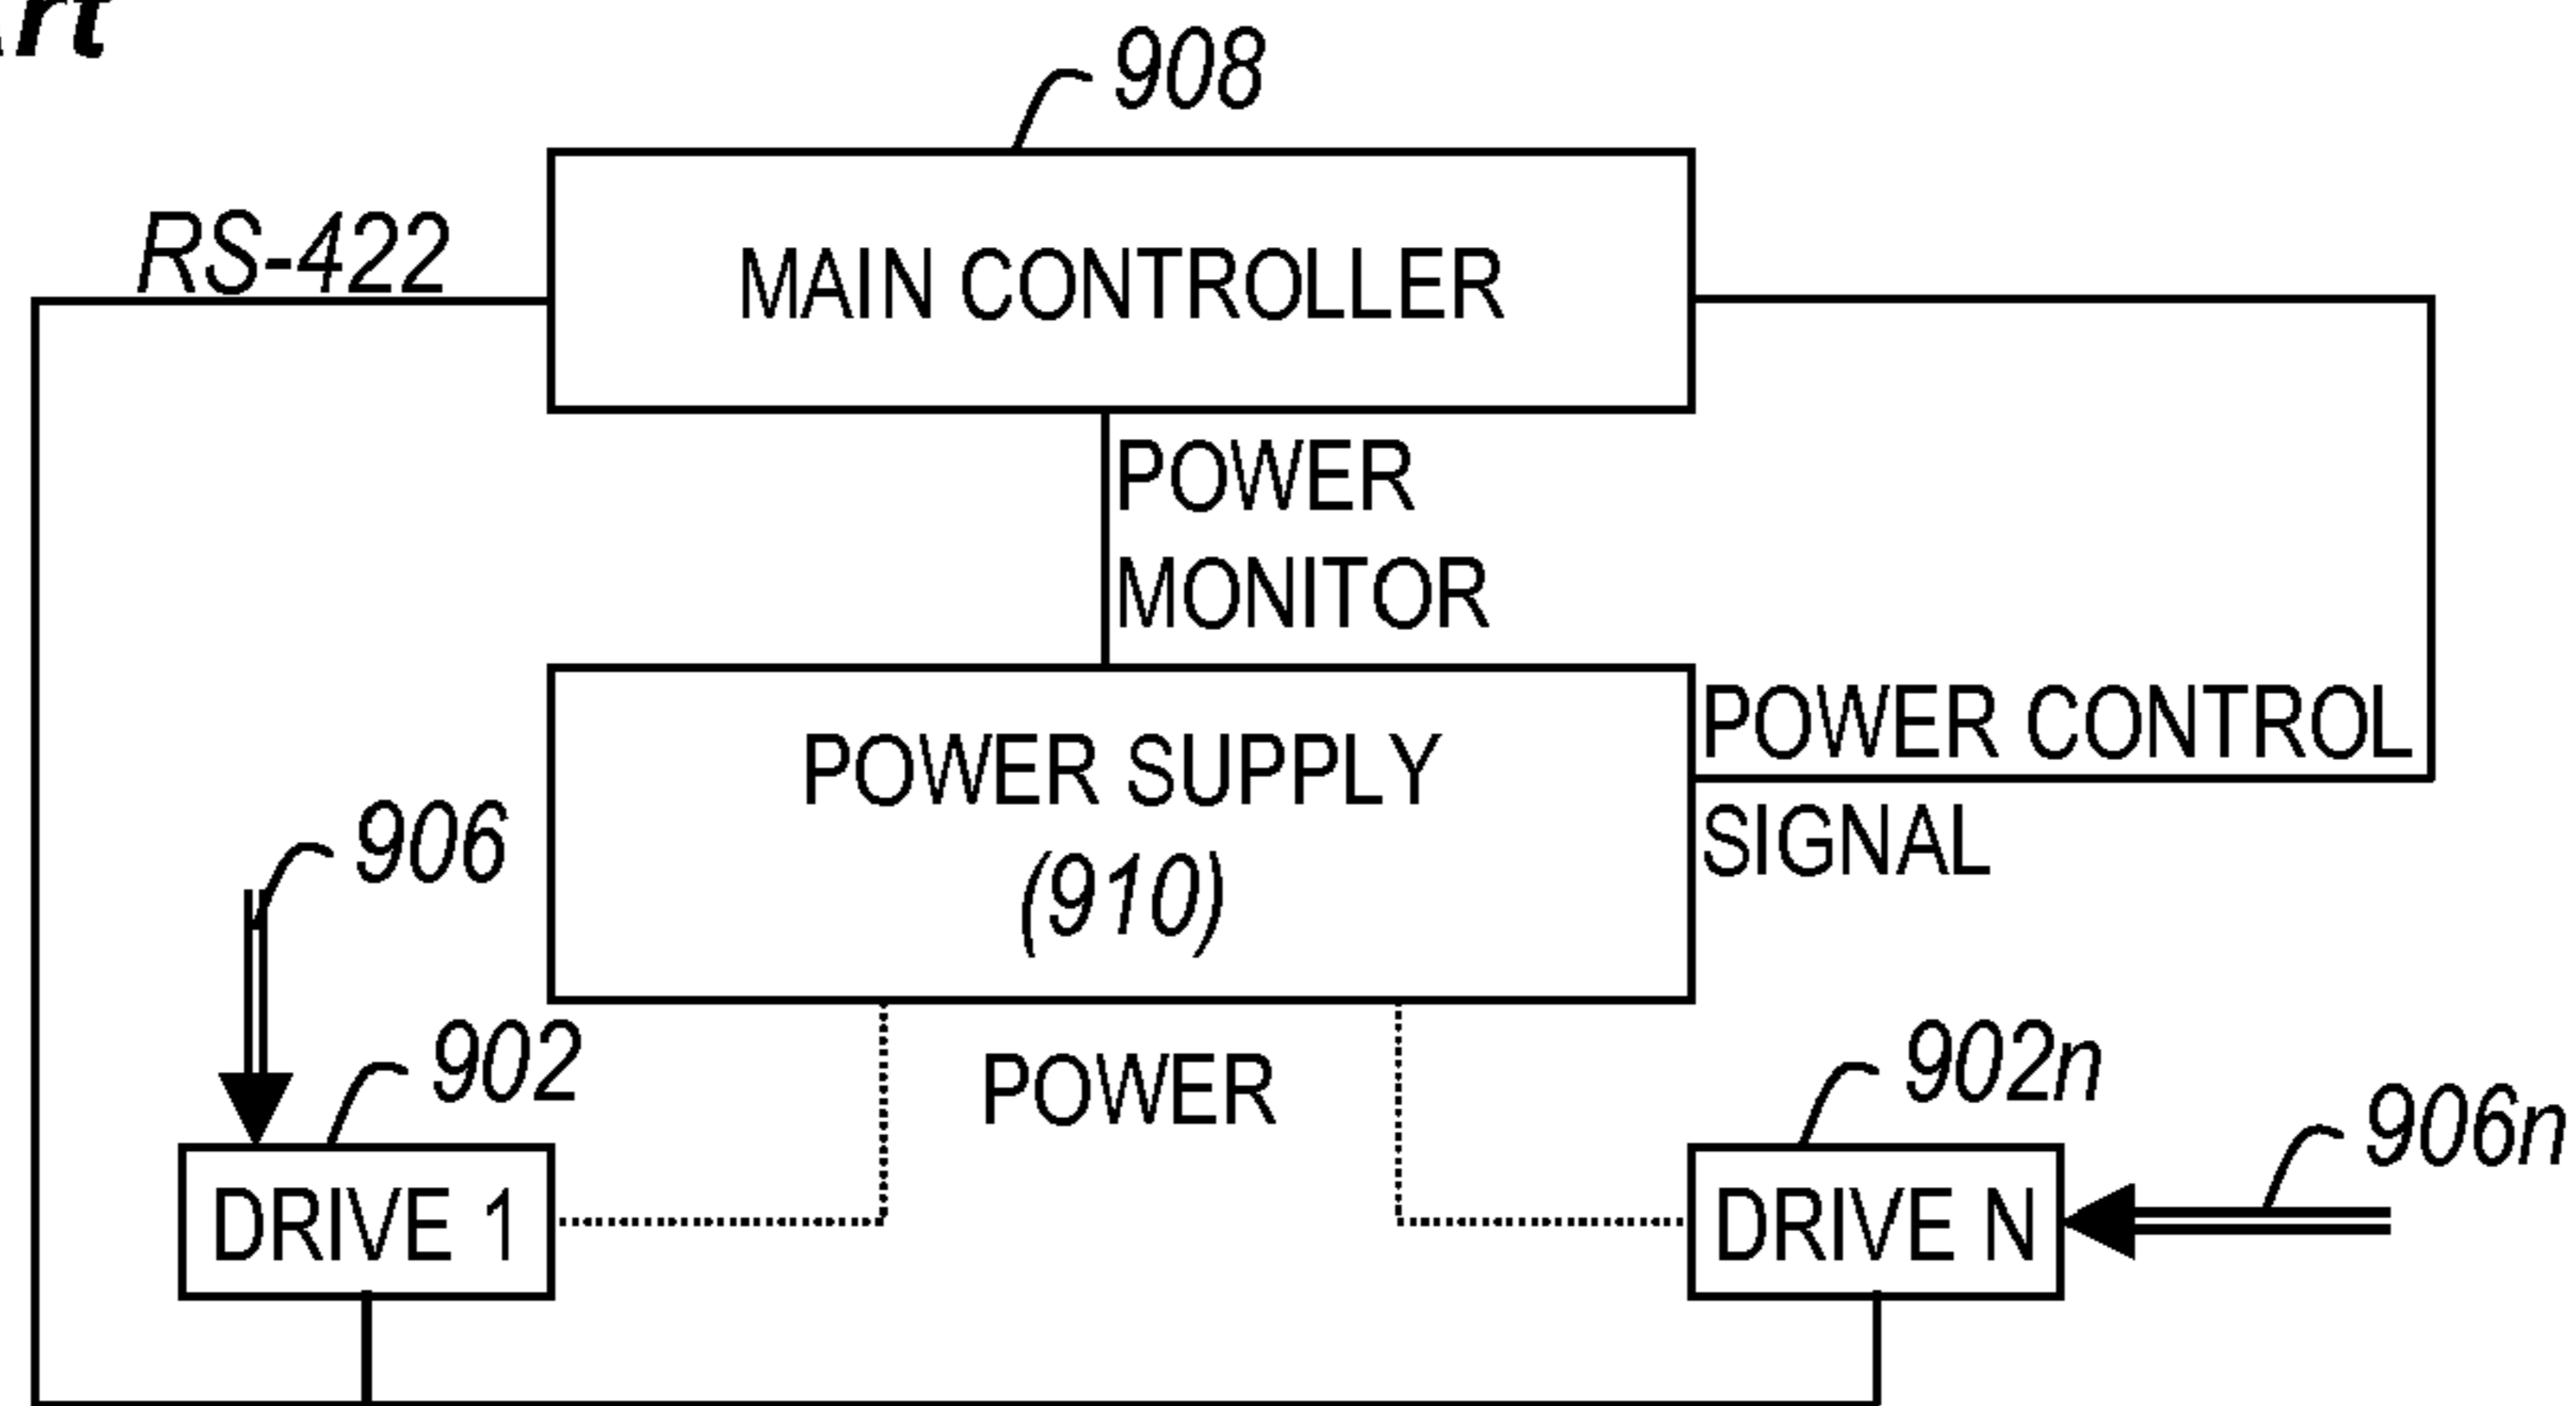 908
RS-422
MAIN CONTROLLER
POWER
MONITOR
POWER CONTROL
SIGNAL
POWER SUPPLY
(910)
906
902
POWER
902n
906n
DRIVE 1
DRIVE N